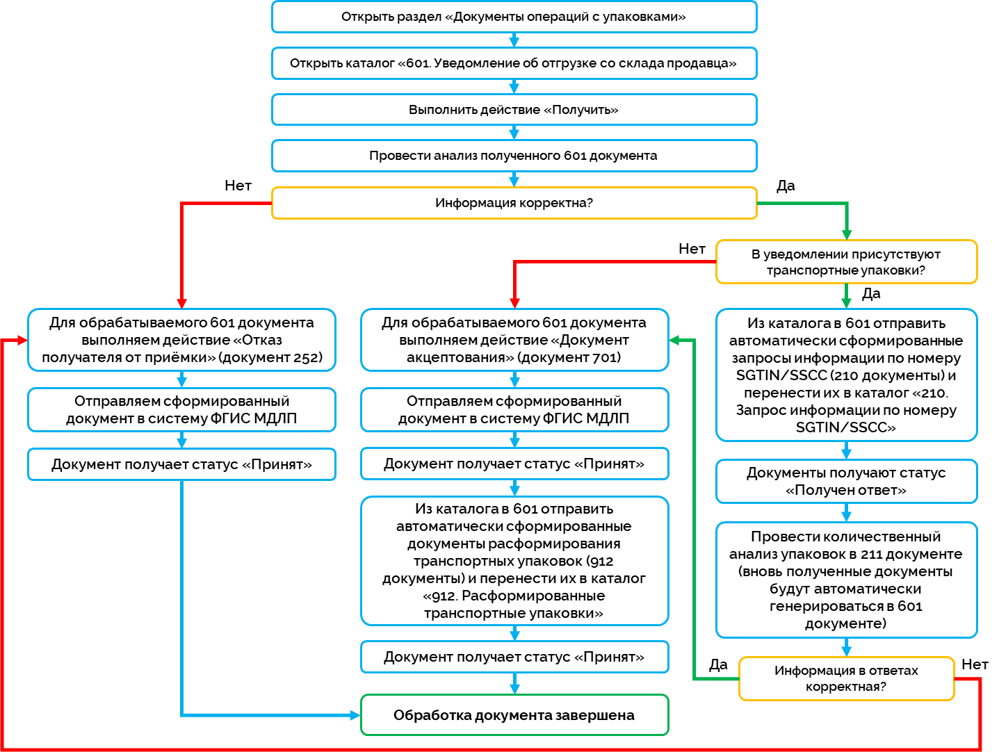 Открыть раздел «Документы операций с упаковками»
Открыть каталог «601. Уведомление об отгрузке со склада продавца»
Выполнить действие «Получить»
Провести анализ полученного 601 документа
Нет
Да
Информация корректна?
Нет
В уведомлении присутствуют
транспортные упаковки?
Да
Для обрабатываемого 601 документа
выполняем действие «Отказ
получателя от приёмки» (документ 252)
Отправляем сформированный
документ в систему ФГИС МДЛП
Документ получает статус «Принят»
Для обрабатываемого 601 документа
выполняем действие «Документ
акцептования» (документ 701)
Отправляем сформированный
документ в систему ФГИС МДЛП
Документ получает статус «Принят»
Из каталога в 601 отправить
автоматически сформированные
документы расформирования
транспортных упаковок (912
документы) и перенести их в каталог
«912. Расформированные
транспортные упаковки»
Документ получает статус «Принят»
Из каталога в 601 отправить
автоматически сформированные
запросы информации по номеру
SGTIN/SSCC (210 документы) и
перенести их в каталог «210.
Запрос информации по номеру
SGTIN/SSCC»
Документы получают статус
«Получен ответ»
Провести количественный
анализ упаковок в 211 документе
(вновь полученные документы
будут автоматически
генерироваться в 601
документе)
Да
Нет
Информация в ответах
корректная?
Обработка документа завершена